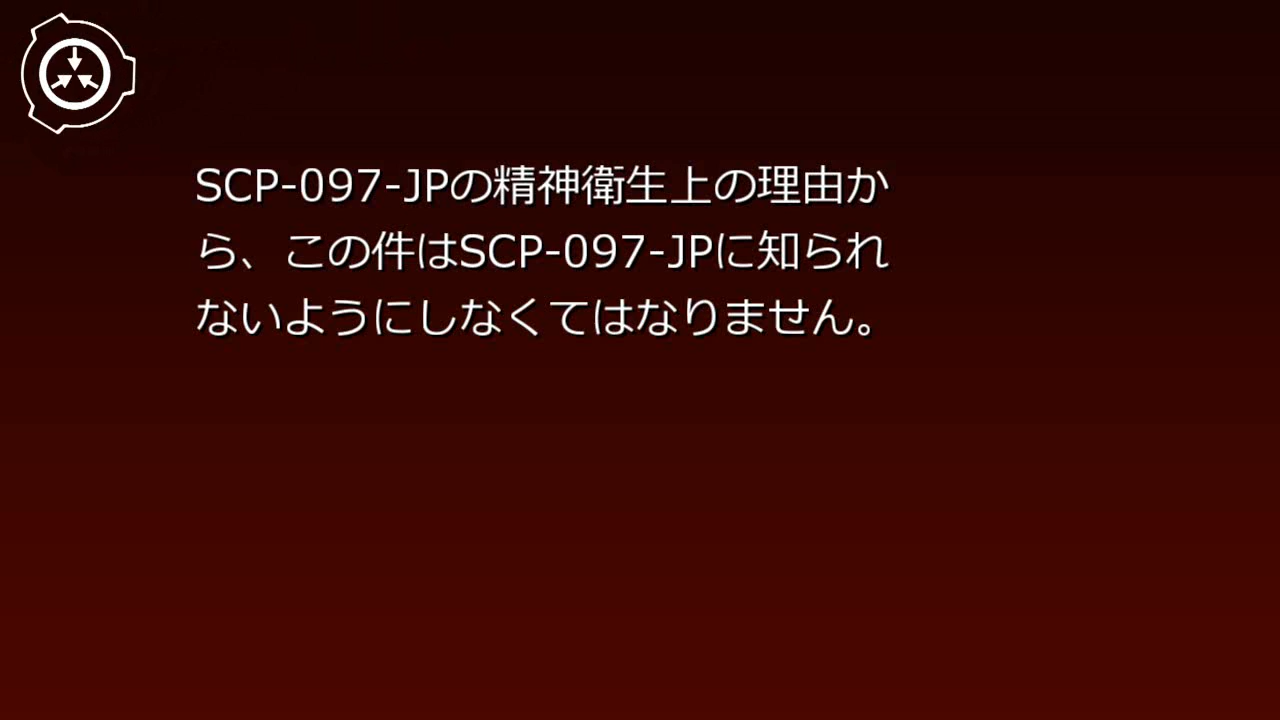 SCP-097-JPの精神衛生上の理由か
ら、この件はSCP-097-JPに知られ
ないようにしなくてはなりません。